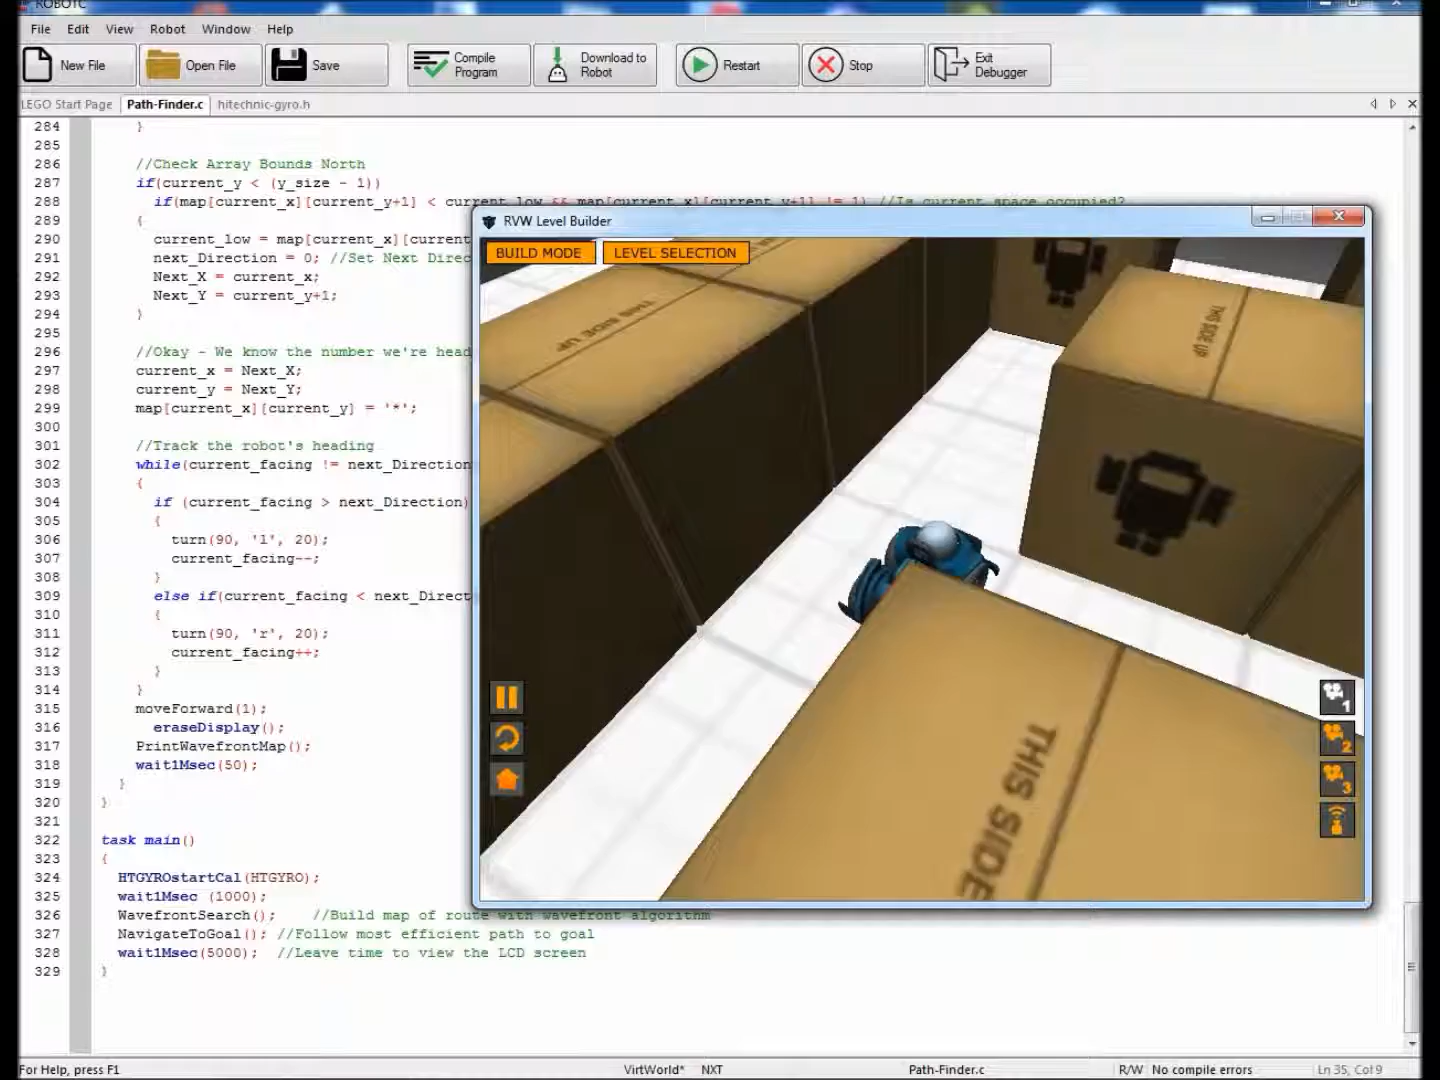 ROBOTC
File Edit View Robot Window Help
New File Open File Save Compile Program Download to Robot Restart Stop Exit Debugger
LEGO Start Page Path-Finder.c hitechnic-gyro.h
284 }
285
286 //Check Array Bounds North
287 if(current_y < (y_size - 1))
288 if(map[current_x][current_y+1] < current_low && map[current_x][current_y+1] != 1) //Is current space occupied?
289 {
290 current_low = map[current_x][current
291 next_Direction = 0; //Set Next Direc
292 Next_X = current_x;
293 Next_Y = current_y+1;
294 }
295
296 //Okay - We know the number we're head
297 current_x = Next_X;
298 current_y = Next_Y;
299 map[current_x][current_y] = '*';
300
301 //Track the robot's heading
302 while(current_facing != next_Direction
303 {
304 if (current_facing > next_Direction)
305 {
306 turn(90, 'l', 20);
307 current_facing--;
308 }
309 else if(current_facing < next_Direct
310 {
311 turn(90, 'r', 20);
312 current_facing++;
313 }
314 }
315 moveForward(1);
316 eraseDisplay();
317 PrintWavefrontMap();
318 wait1Msec(50);
319 }
320 }
321
322 task main()
323 {
324 HTGYROstartCal(HTGYRO);
325 wait1Msec (1000);
326 WavefrontSearch(); //Build map of route with wavefront algorithm
327 NavigateToGoal(); //Follow most efficient path to goal
328 wait1Msec(5000); //Leave time to view the LCD screen
329 }
RVW Level Builder
BUILD MODE LEVEL SELECTION
THIS SIDE UP
THIS SIDE UP
THIS SIDE
1
2
3
For Help, press F1 VirtWorld* NXT Path-Finder.c R/W No compile errors Ln 35, Col 9